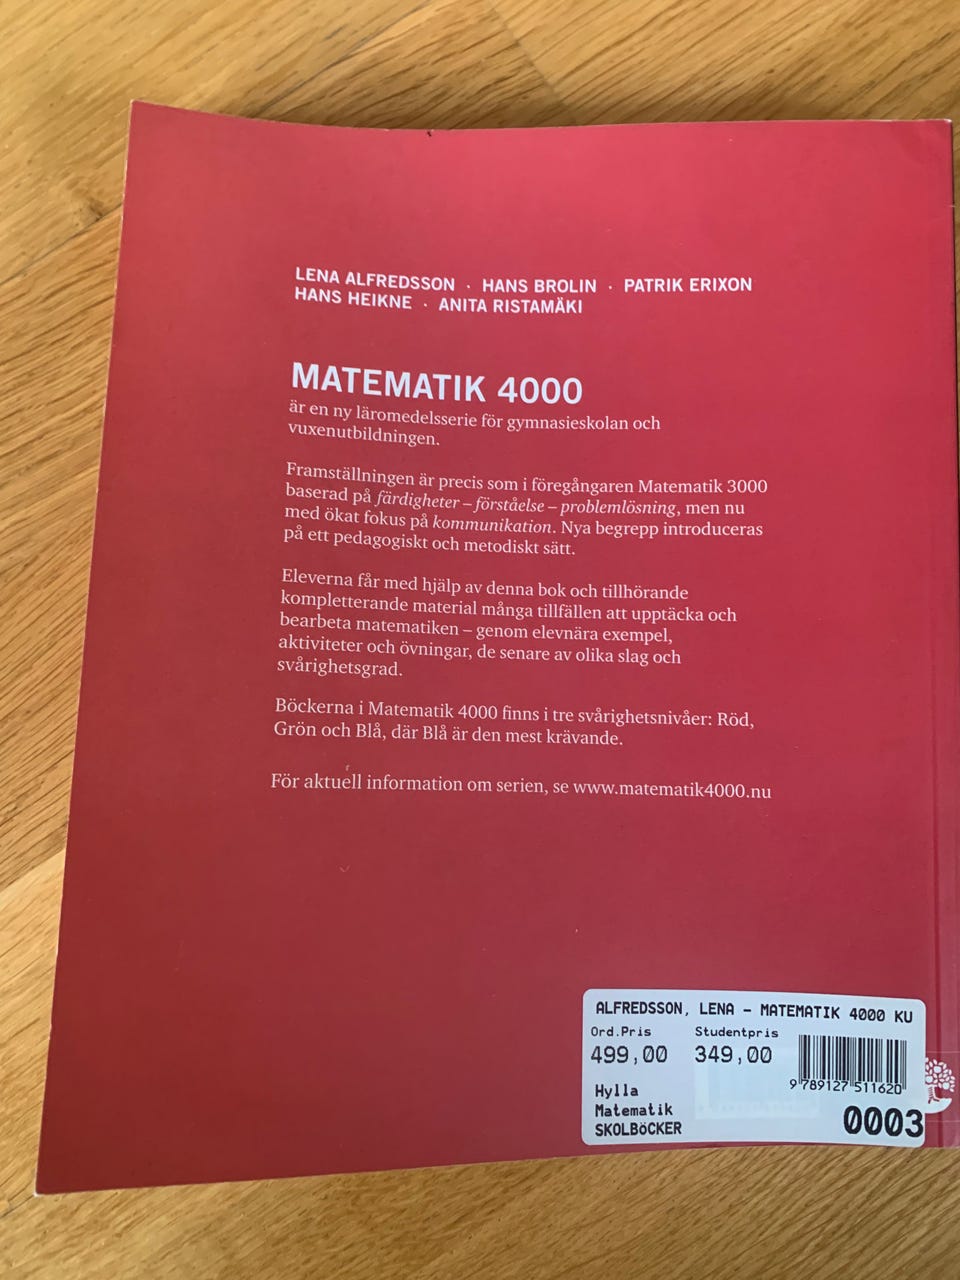 LENA ALFREDSSON · HANS BROLIN · PATRIK ERIXON
HANS HEIKNE · ANITA RISTAMÄKI
MATEMATIK 4000
är en ny läromedelsserie för gymnasieskolan och
vuxenutbildningen.
Framställningen är precis som i föregångaren Matematik 3000
baserad på färdigheter – förståelse – problemlösning, men nu
med ökat fokus på kommunikation. Nya begrepp introduceras
på ett pedagogiskt och metodiskt sätt.
Eleverna får med hjälp av denna bok och tillhörande
kompletterande material många tillfällen att upptäcka och
bearbeta matematiken – genom elevnära exempel,
aktiviteter och övningar, de senare av olika slag och
svårighetsgrad.
Böckerna i Matematik 4000 finns i tre svårighetsnivåer: Röd,
Grön och Blå, där Blå är den mest krävande.
För aktuell information om serien, se www.matematik4000.nu
ALFREDSSON, LENA – MATEMATIK 4000 KU
Ord.Pris Studentpris
499,00 349,00
9 789127 511620
Hylla
Matematik
SKOLBöCKER
0003